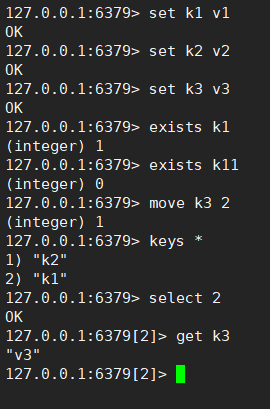 127.0.0.1:6379> set k1 v1
OK
127.0.0.1:6379> set k2 v2
OK
127.0.0.1:6379> set k3 v3
OK
127.0.0.1:6379> exists k1
(integer) 1
127.0.0.1:6379> exists k11
(integer) 0
127.0.0.1:6379> move k3 2
(integer) 1
127.0.0.1:6379> keys *
1) "k2"
2) "k1"
127.0.0.1:6379> select 2
OK
127.0.0.1:6379[2]> get k3
"v3"
127.0.0.1:6379[2]>